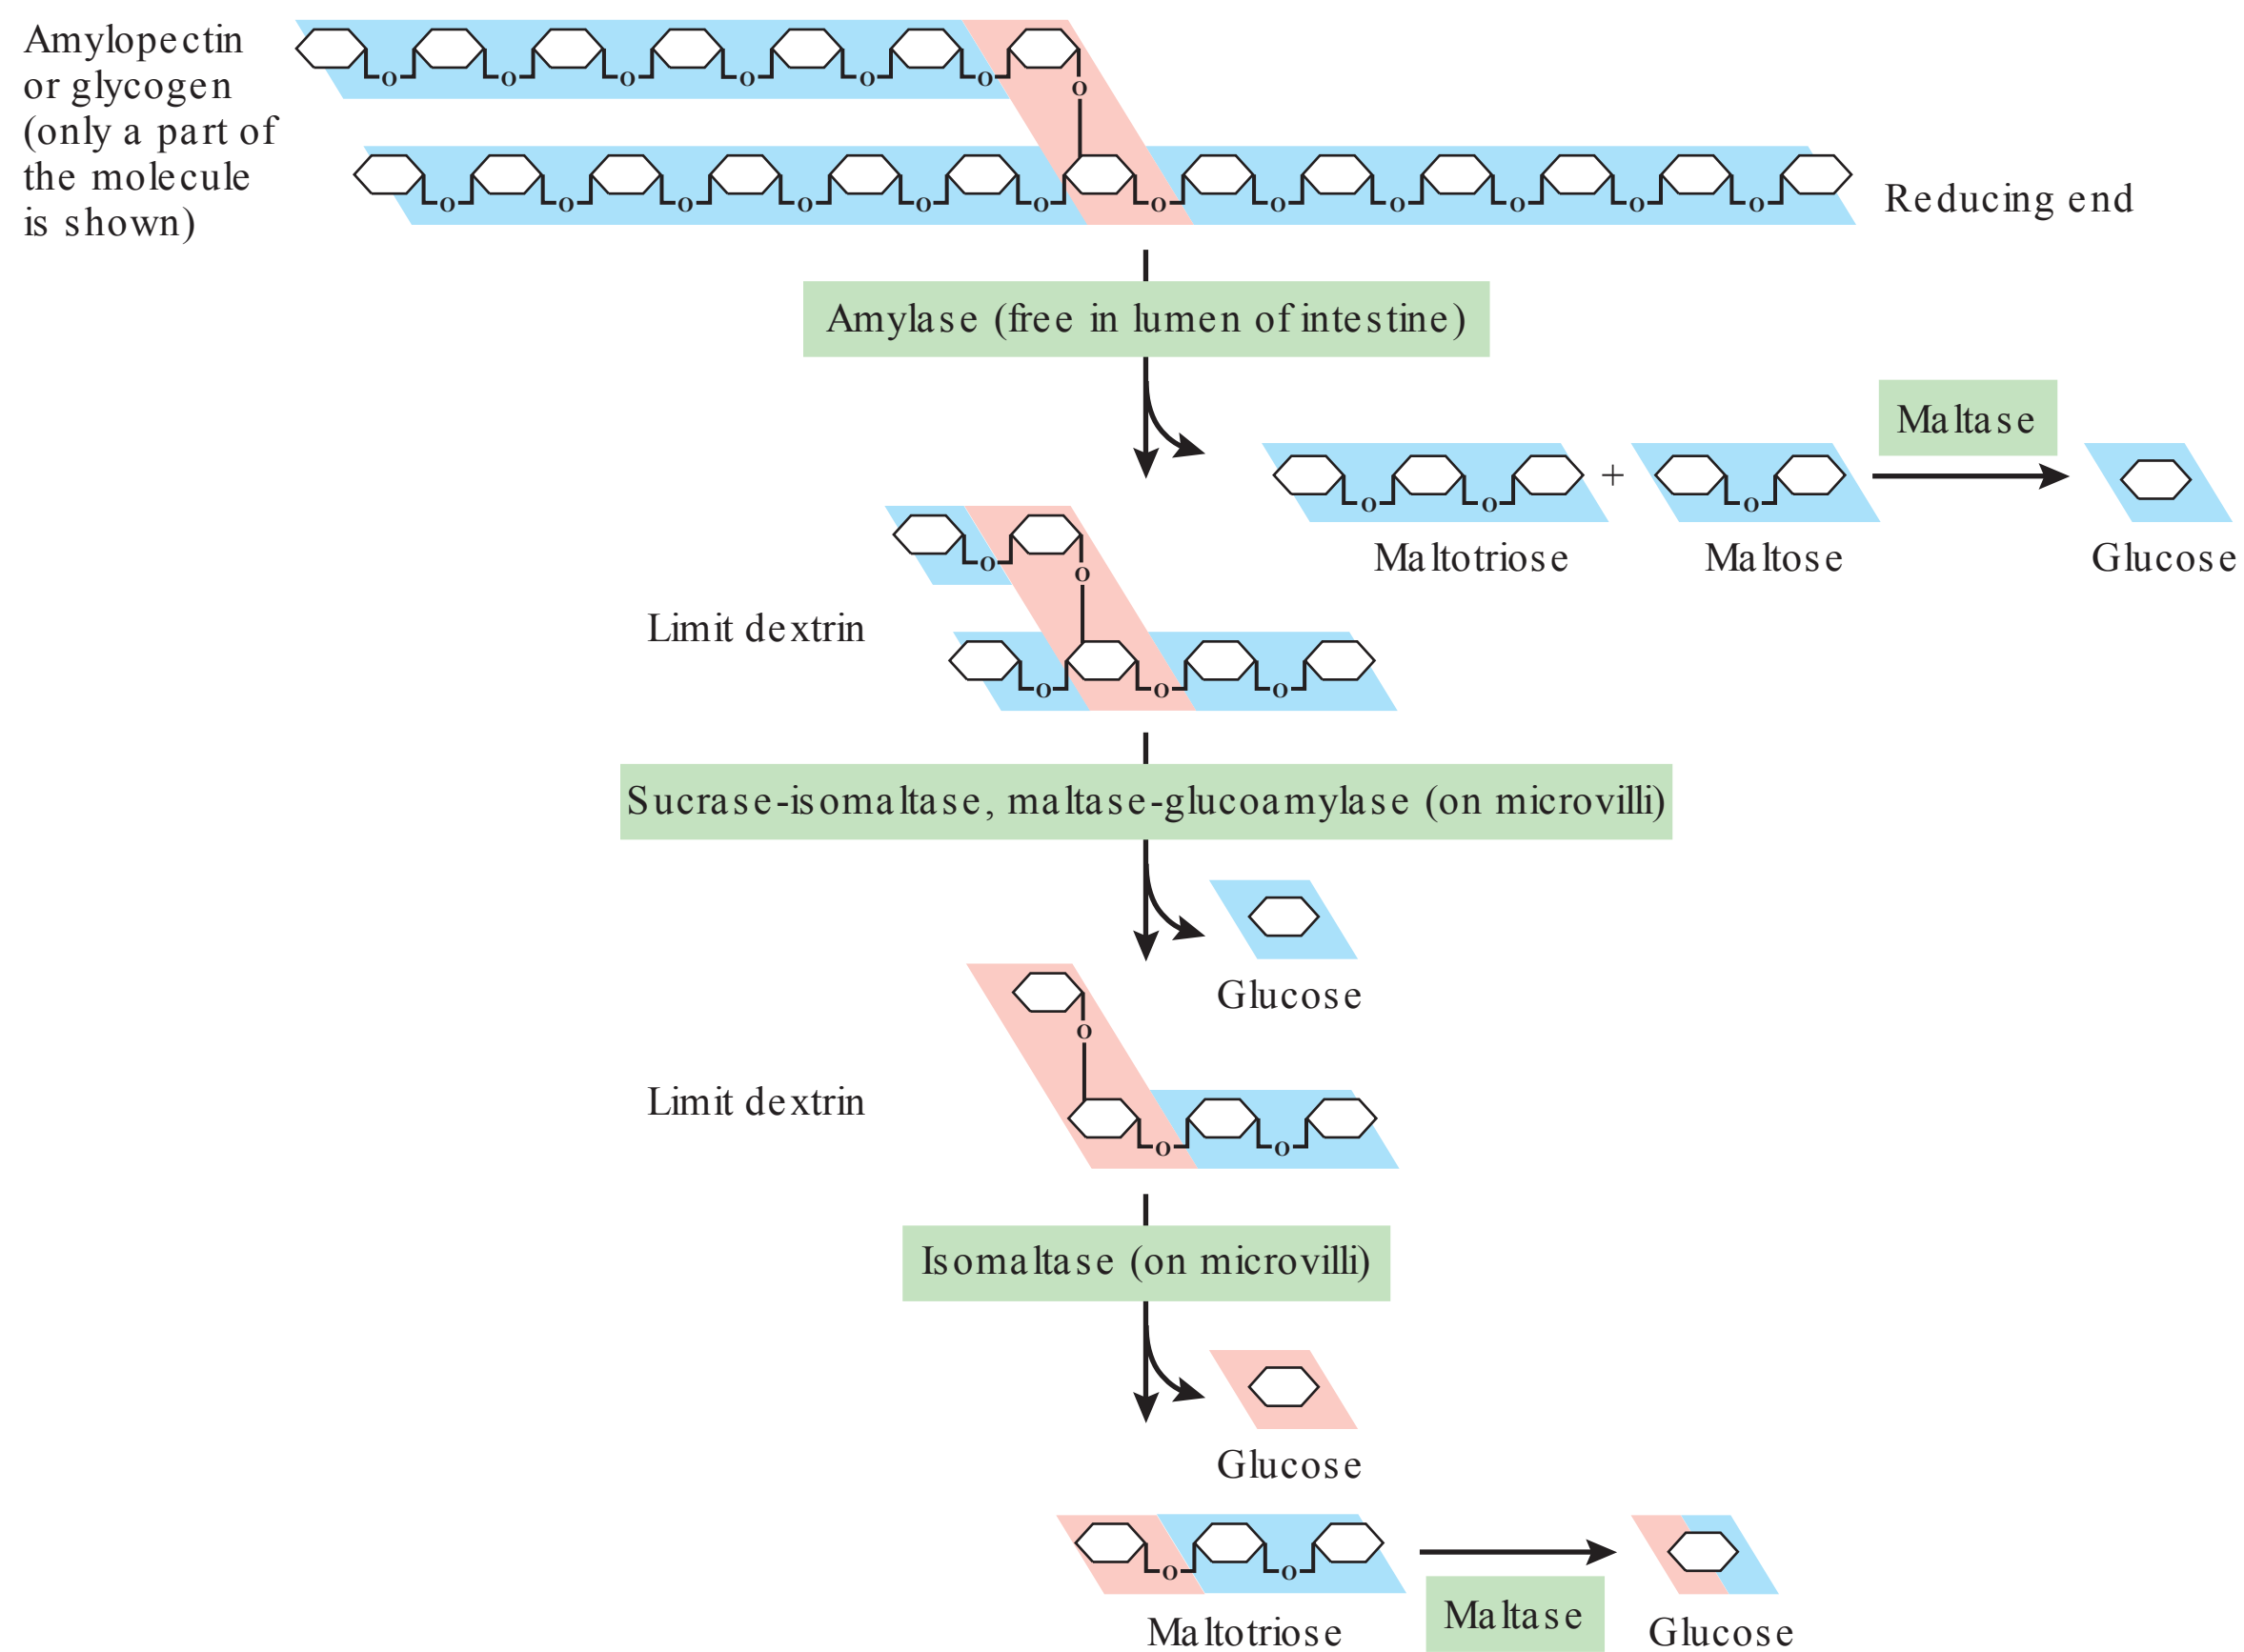 Amylopectin
or glycogen
(only a part of
the molecule
is shown)
O O O O O O
O
O O O O O O O O O O O O
Reducing end
Amylase (free in lumen of intestine)
Maltase
O O + O
Maltotriose Maltose Glucose
O
O
Limit dextrin
O O O
Sucrase-isomaltase, maltase-glucoamylase (on microvilli)
Glucose
O
Limit dextrin
O O
Isomaltase (on microvilli)
Glucose
O O
Maltase
Maltotriose Glucose